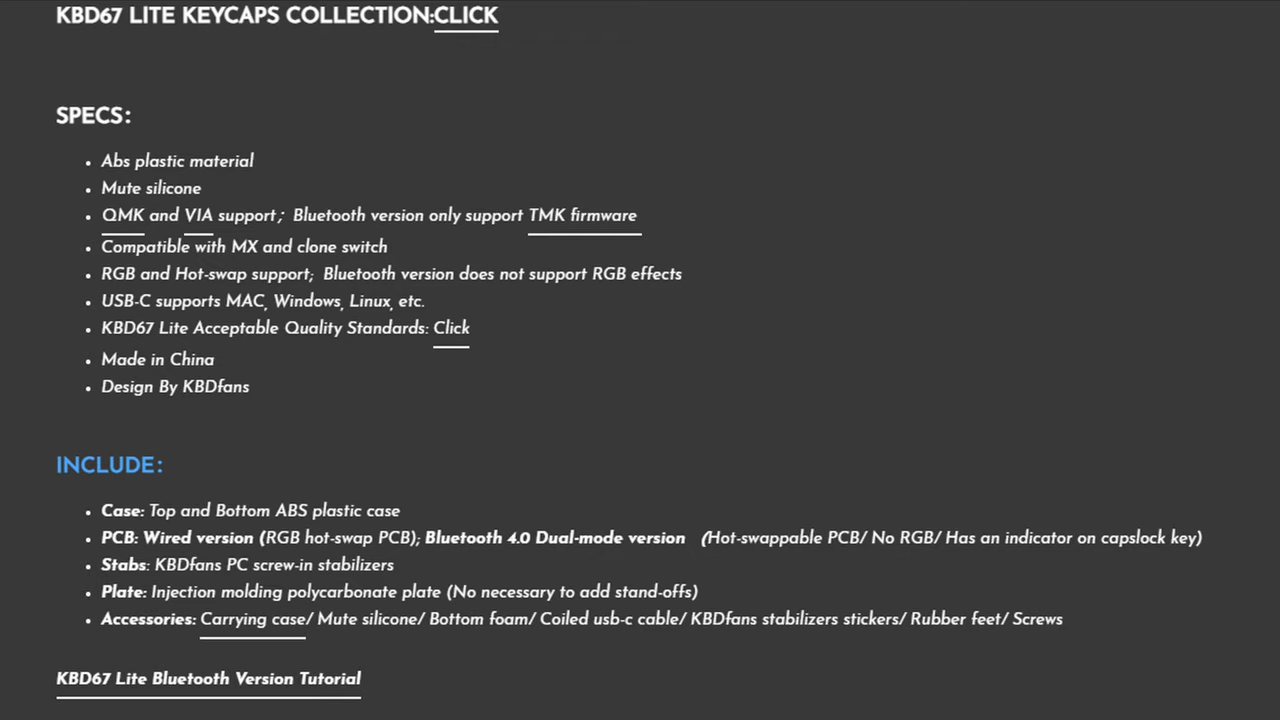 KBD67 LITE KEYCAPS COLLECTION:CLICK
SPECS:
• Abs plastic material
• Mute silicone
• QMK and VIA support; Bluetooth version only support TMK firmware
• Compatible with MX and clone switch
• RGB and Hot-swap support; Bluetooth version does not support RGB effects
• USB-C supports MAC, Windows, Linux, etc.
• KBD67 Lite Acceptable Quality Standards: Click
• Made in China
• Design By KBDfans
INCLUDE:
• Case: Top and Bottom ABS plastic case
• PCB: Wired version (RGB hot-swap PCB); Bluetooth 4.0 Dual-mode version (Hot-swappable PCB/ No RGB/ Has an indicator on capslock key)
• Stabs: KBDfans PC screw-in stabilizers
• Plate: Injection molding polycarbonate plate (No necessary to add stand-offs)
• Accessories: Carrying case/ Mute silicone/ Bottom foam/ Coiled usb-c cable/ KBDfans stabilizers stickers/ Rubber feet/ Screws
KBD67 Lite Bluetooth Version Tutorial